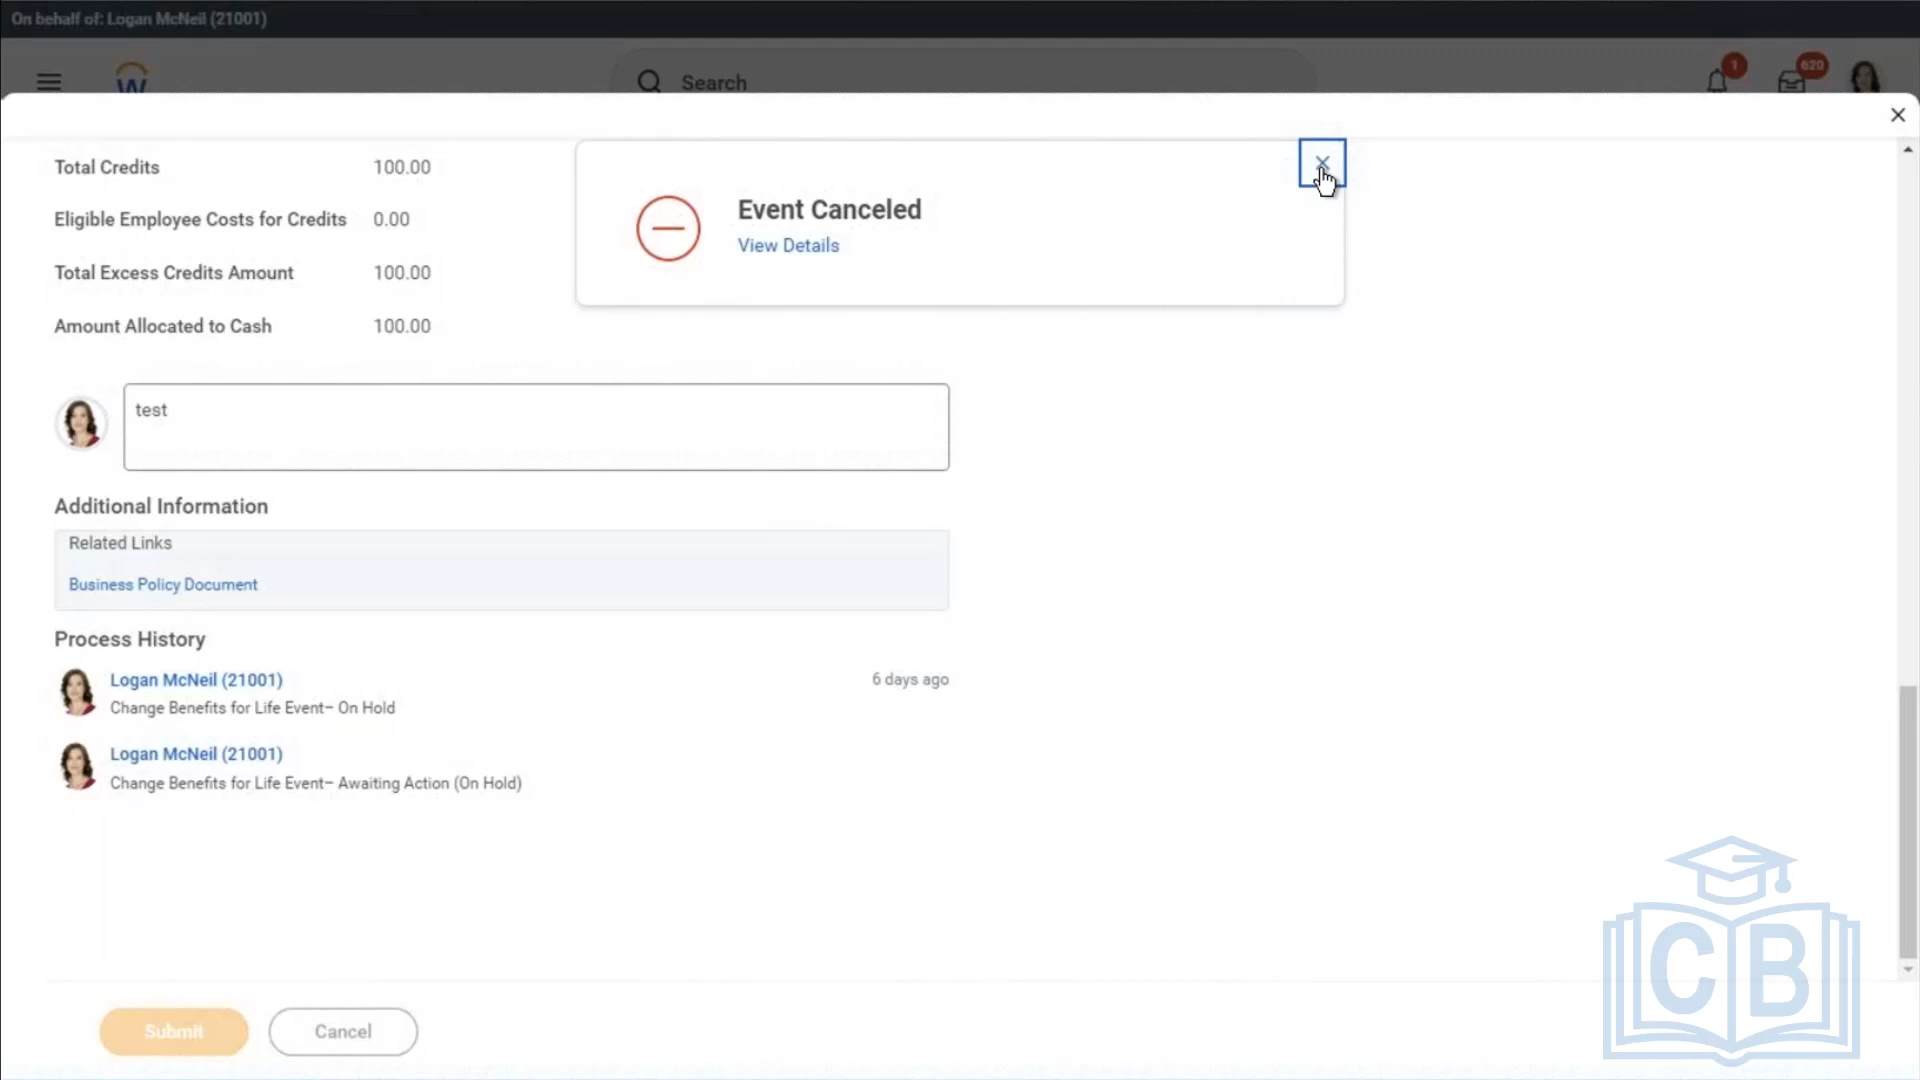 On behalf of: Logan McNeil (21001)
W
Search
1
620
Total Credits 100.00
Eligible Employee Costs for Credits 0.00
Total Excess Credits Amount 100.00
Amount Allocated to Cash 100.00
Event Canceled
View Details
test
Additional Information
Related Links
Business Policy Document
Process History
Logan McNeil (21001) 6 days ago
Change Benefits for Life Event– On Hold
Logan McNeil (21001)
Change Benefits for Life Event– Awaiting Action (On Hold)
Submit Cancel
CB